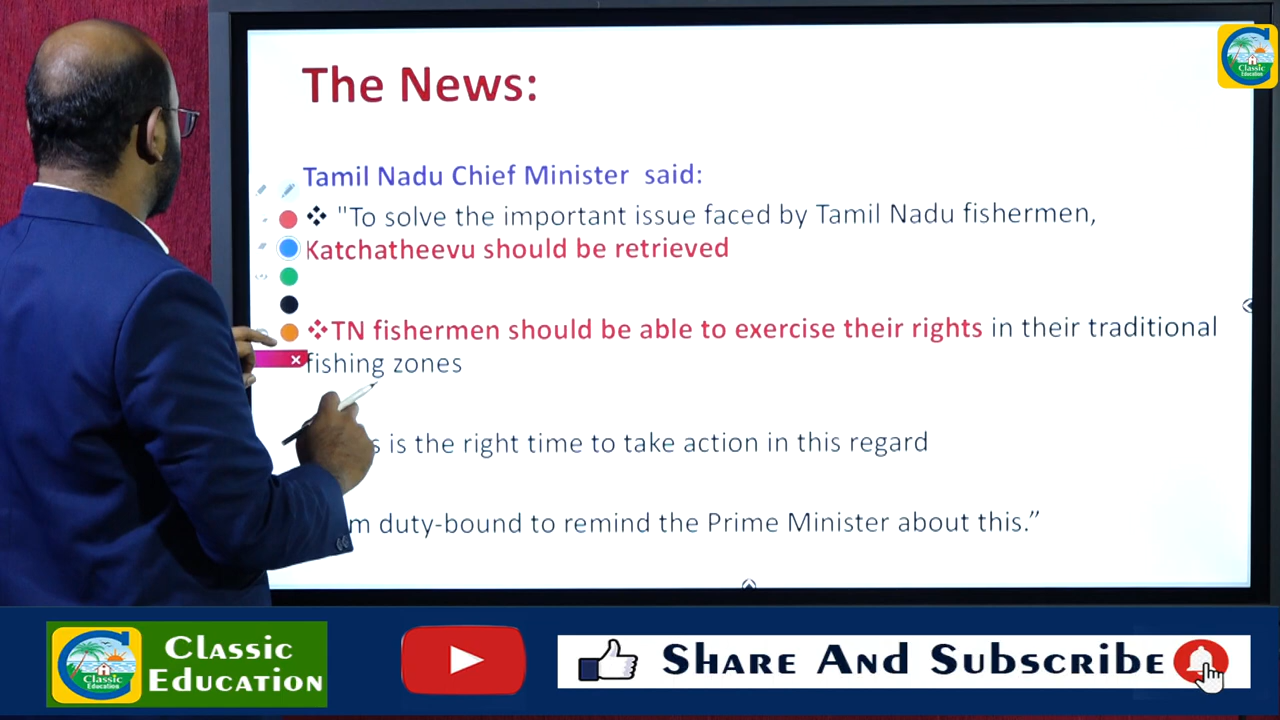 The News:
Classic
Education
Tamil Nadu Chief Minister said:
❖ "To solve the important issue faced by Tamil Nadu fishermen,
Katchatheevu should be retrieved
❖TN fishermen should be able to exercise their rights in their traditional
fishing zones
is the right time to take action in this regard
duty-bound to remind the Prime Minister about this.”
Classic
Education
Classic
Education
Share And Subscribe